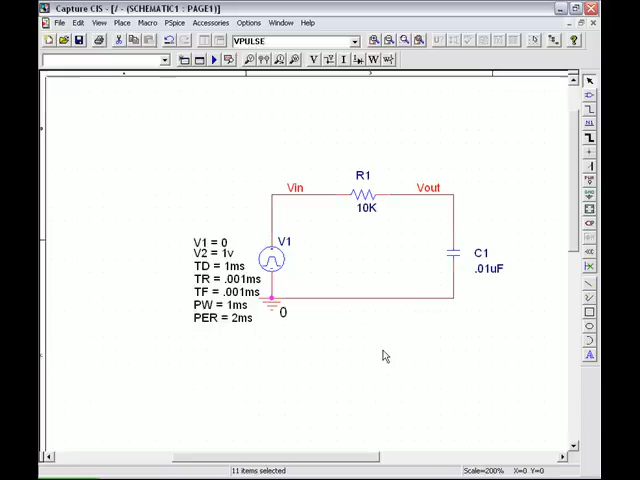 Capture CIS - [/ - (SCHEMATIC1 : PAGE1)]
File Edit View Place Macro PSpice Accessories Options Window Help
VPULSE
V I W
R1
Vin Vout
10K
V1
V1 = 0
V2 = 1v
TD = 1ms
TR = .001ms
TF = .001ms
PW = 1ms
PER = 2ms
C1
.01uF
0
11 items selected Scale=200% X=0 Y=0